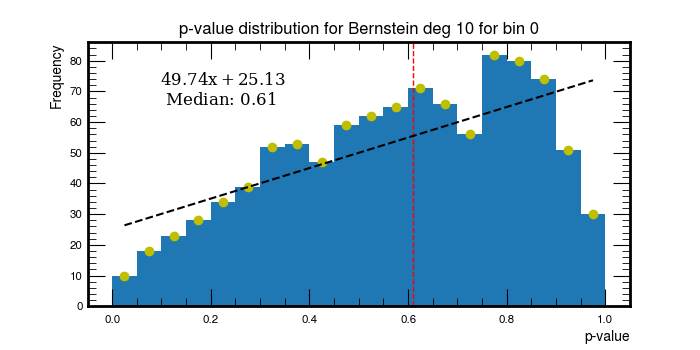 p-value distribution for Bernstein deg 10 for bin 0
Frequency
49.74x + 25.13
Median: 0.61
80
70
60
50
40
30
20
10
0
0.0 0.2 0.4 0.6 0.8 1.0
p-value